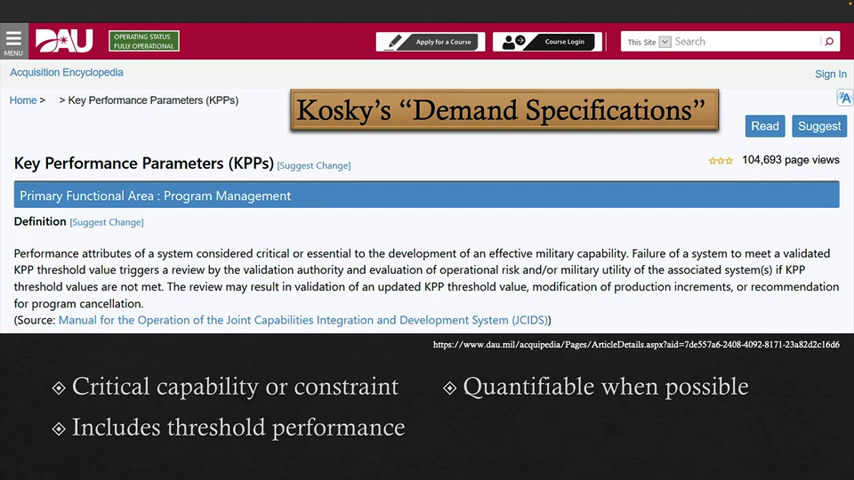 DAU
OPERATING STATUS
FULLY OPERATIONAL
Apply for a Course
Course Login
This Site
Search
MENU
Acquisition Encyclopedia
Sign In
Home > > Key Performance Parameters (KPPs)
Kosky's “Demand Specifications”
Read
Suggest
Key Performance Parameters (KPPs) [Suggest Change]
104,693 page views
Primary Functional Area : Program Management
Definition [Suggest Change]
Performance attributes of a system considered critical or essential to the development of an effective military capability. Failure of a system to meet a validated
KPP threshold value triggers a review by the validation authority and evaluation of operational risk and/or military utility of the associated system(s) if KPP
threshold values are not met. The review may result in validation of an updated KPP threshold value, modification of production increments, or recommendation
for program cancellation.
(Source: Manual for the Operation of the Joint Capabilities Integration and Development System (JCIDS))
https://www.dau.mil/acquipedia/Pages/ArticleDetails.aspx?aid=7de557a6-2408-4092-8171-23a82d2c16d6
Critical capability or constraint
Quantifiable when possible
Includes threshold performance